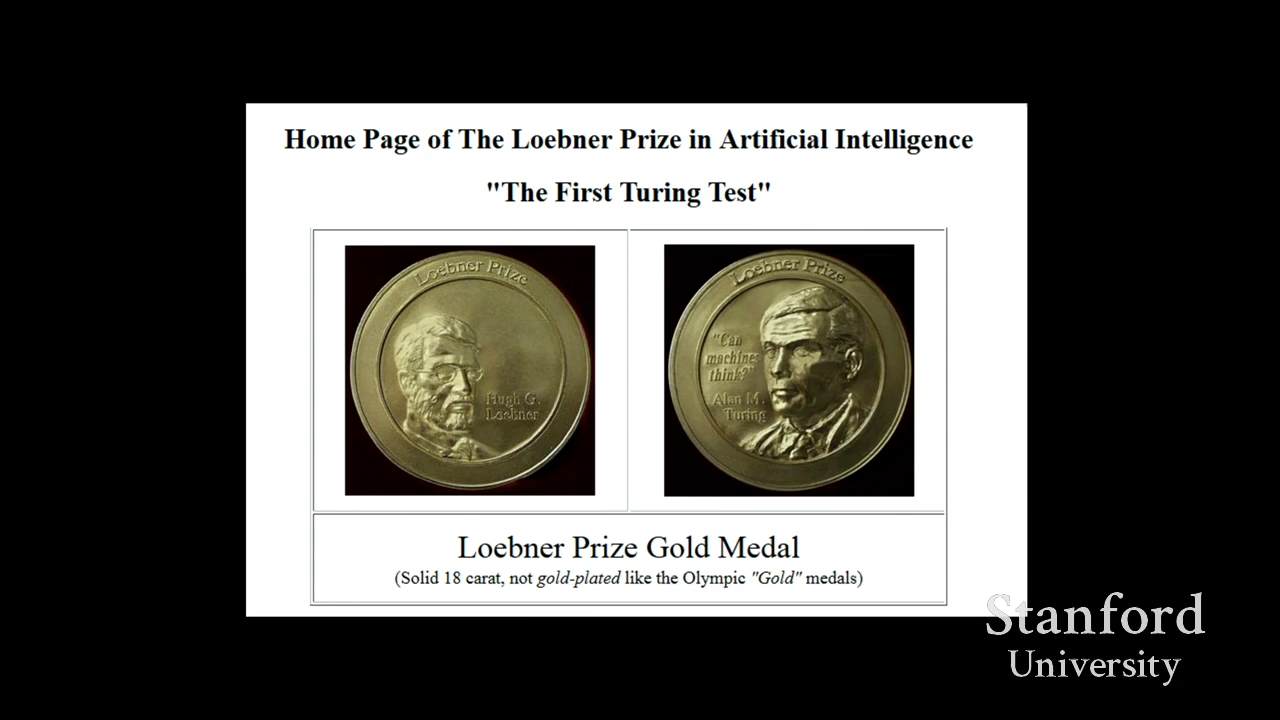 Home Page of The Loebner Prize in Artificial Intelligence
"The First Turing Test"
Loebner Prize
Hugh G.
Loebner
Loebner Prize
"Can
machines
think?"
Alan M.
Turing
Loebner Prize Gold Medal
(Solid 18 carat, not gold-plated like the Olympic "Gold" medals)
Stanford
University